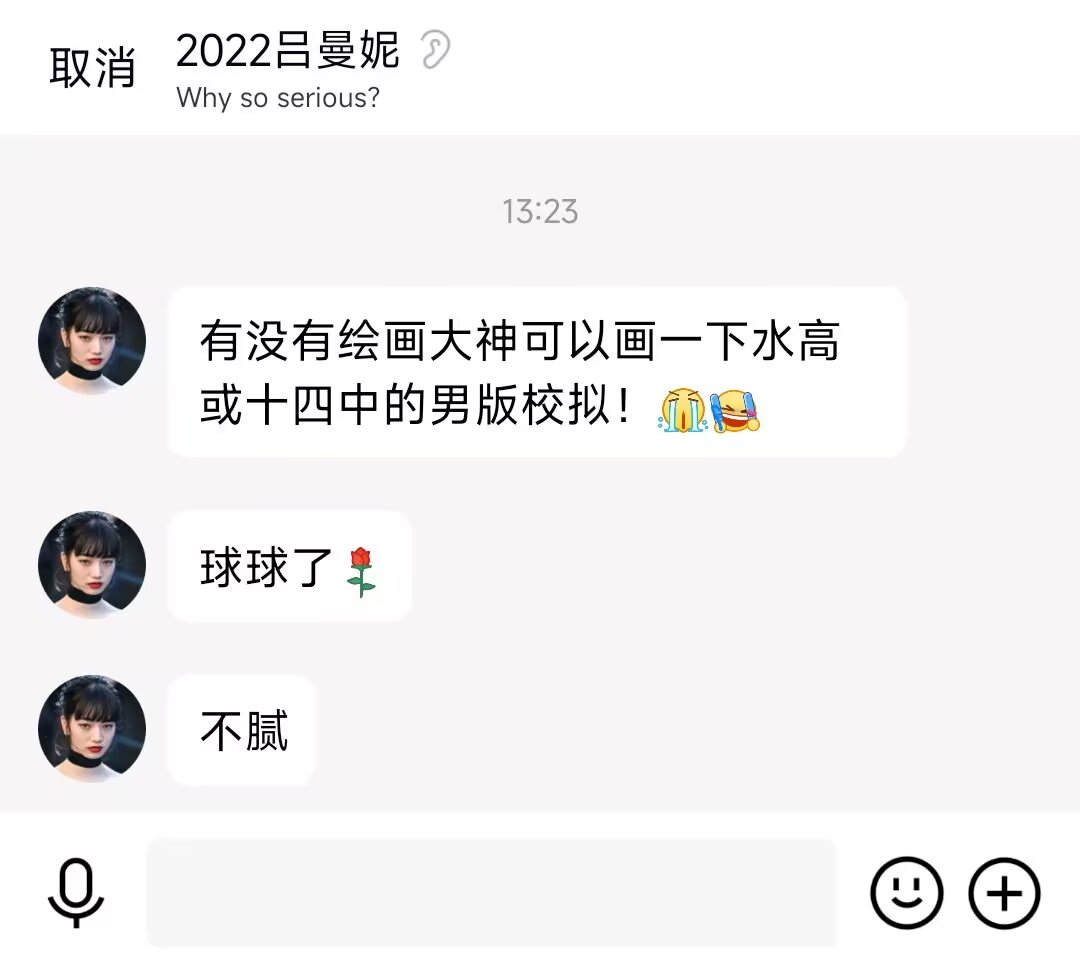 取消
2022吕曼妮
Why so serious?
13:23
有没有绘画大神可以画一下水高
或十四中的男版校拟！😭😂
球球了🌹
不腻